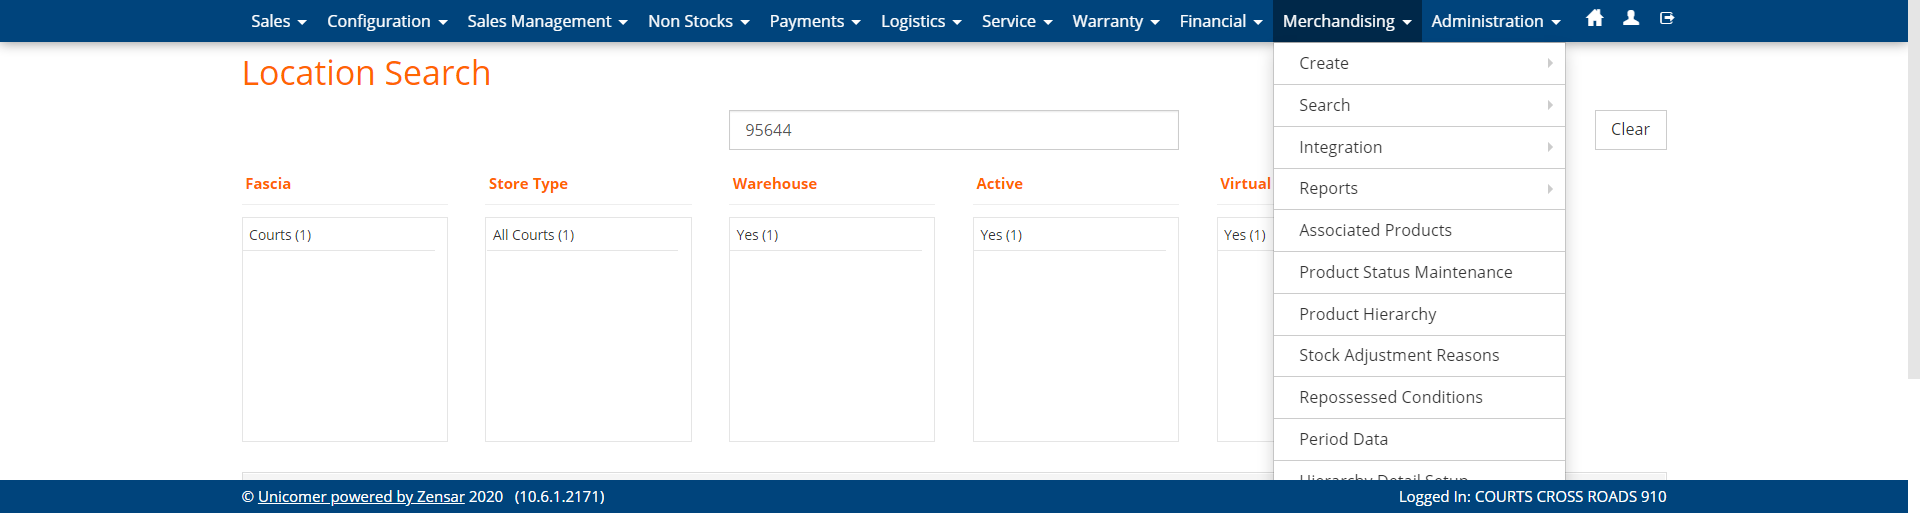 Sales Configuration Sales Management Non Stocks Payments Logistics Service Warranty Financial Merchandising Administration
Location Search
Create
Search
95644
Clear
Integration
Fascia Store Type Warehouse Active Virtual
Reports
Courts (1) All Courts (1) Yes (1) Yes (1) Yes (1)
Associated Products
Product Status Maintenance
Product Hierarchy
Stock Adjustment Reasons
Repossessed Conditions
Period Data
Hierarchy Detail Setup
© Unicomer powered by Zensar 2020 (10.6.1.2171) Logged In: COURTS CROSS ROADS 910